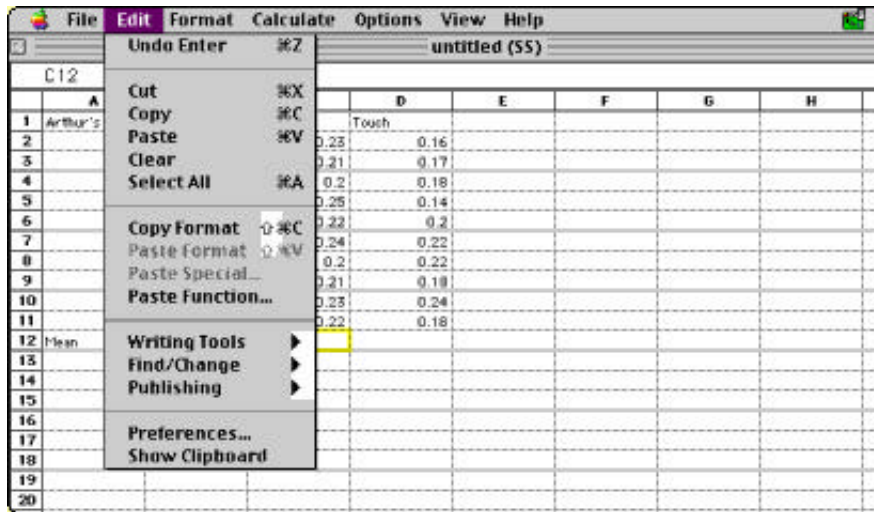 File Edit Format Calculate Options View Help
untitled (SS)
C12
Undo Enter ⌘Z
Cut ⌘X
Copy ⌘C
Paste ⌘V
Clear
Select All ⌘A
Copy Format ⇧⌘C
Paste Format ⇧⌘V
Paste Special...
Paste Function...
Writing Tools
Find/Change
Publishing
Preferences...
Show Clipboard
A D E F G H
1 Arthur's Touch
2 0.23 0.16
3 0.21 0.17
4 0.2 0.18
5 0.25 0.14
6 0.22 0.2
7 0.24 0.22
8 0.2 0.22
9 0.21 0.18
10 0.23 0.24
11 0.22 0.18
12 Mean
13
14
15
16
17
18
19
20